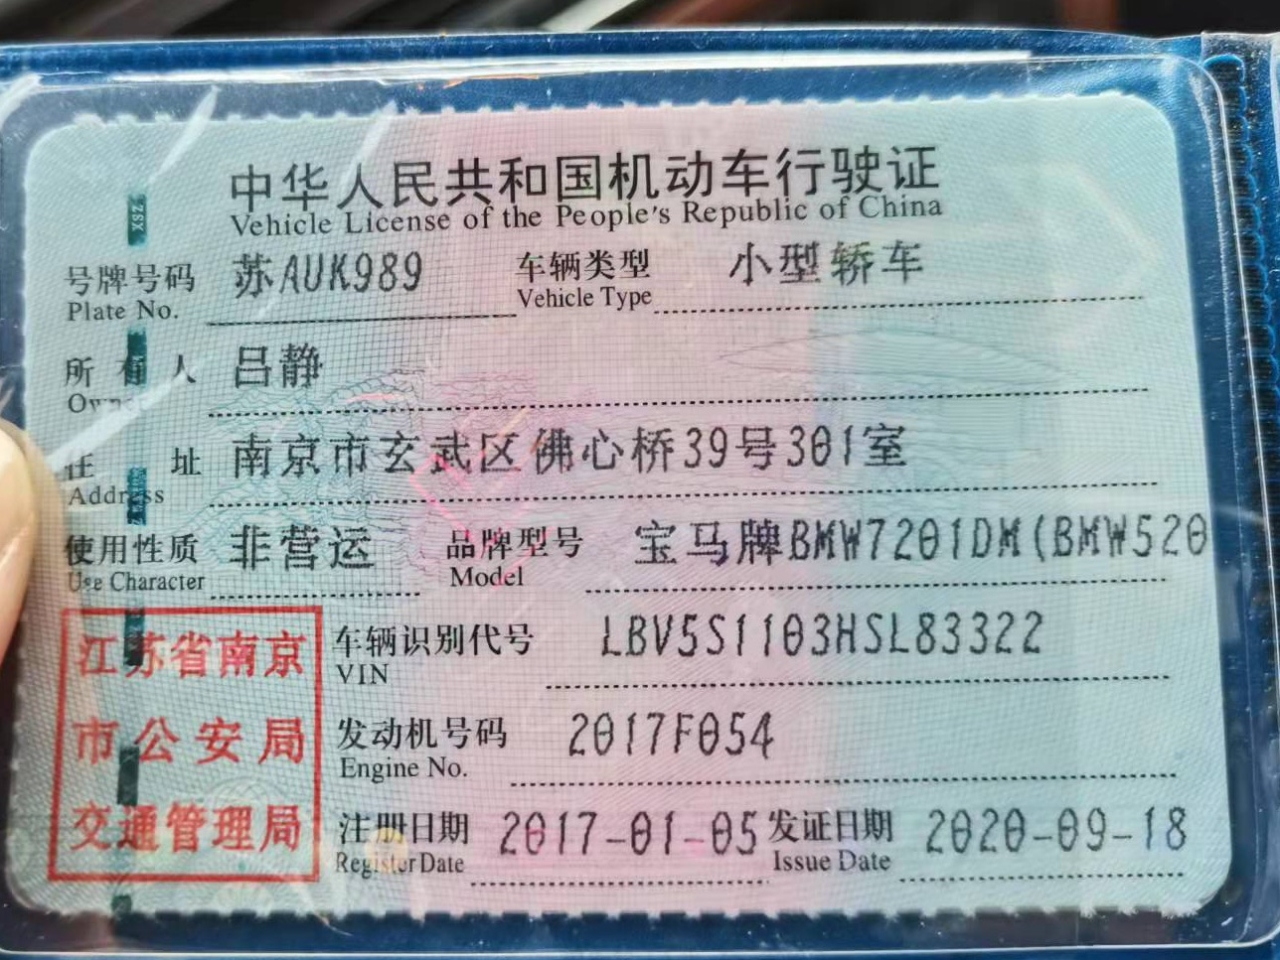 中华人民共和国机动车行驶证
Vehicle License of the People's Republic of China
号牌号码 苏AUK989 车辆类型 小型轿车
Plate No. Vehicle Type
所有人 吕静
Owner
住址 南京市玄武区佛心桥39号301室
Address
使用性质 非营运 品牌型号 宝马牌BMW7201DM(BMW520
Use Character Model
江苏省南京
市公安局
交通管理局
车辆识别代号 LBV5S1103HSL83322
VIN
发动机号码 2017F054
Engine No.
注册日期 2017-01-05 发证日期 2020-09-18
Register Date Issue Date
XSZ